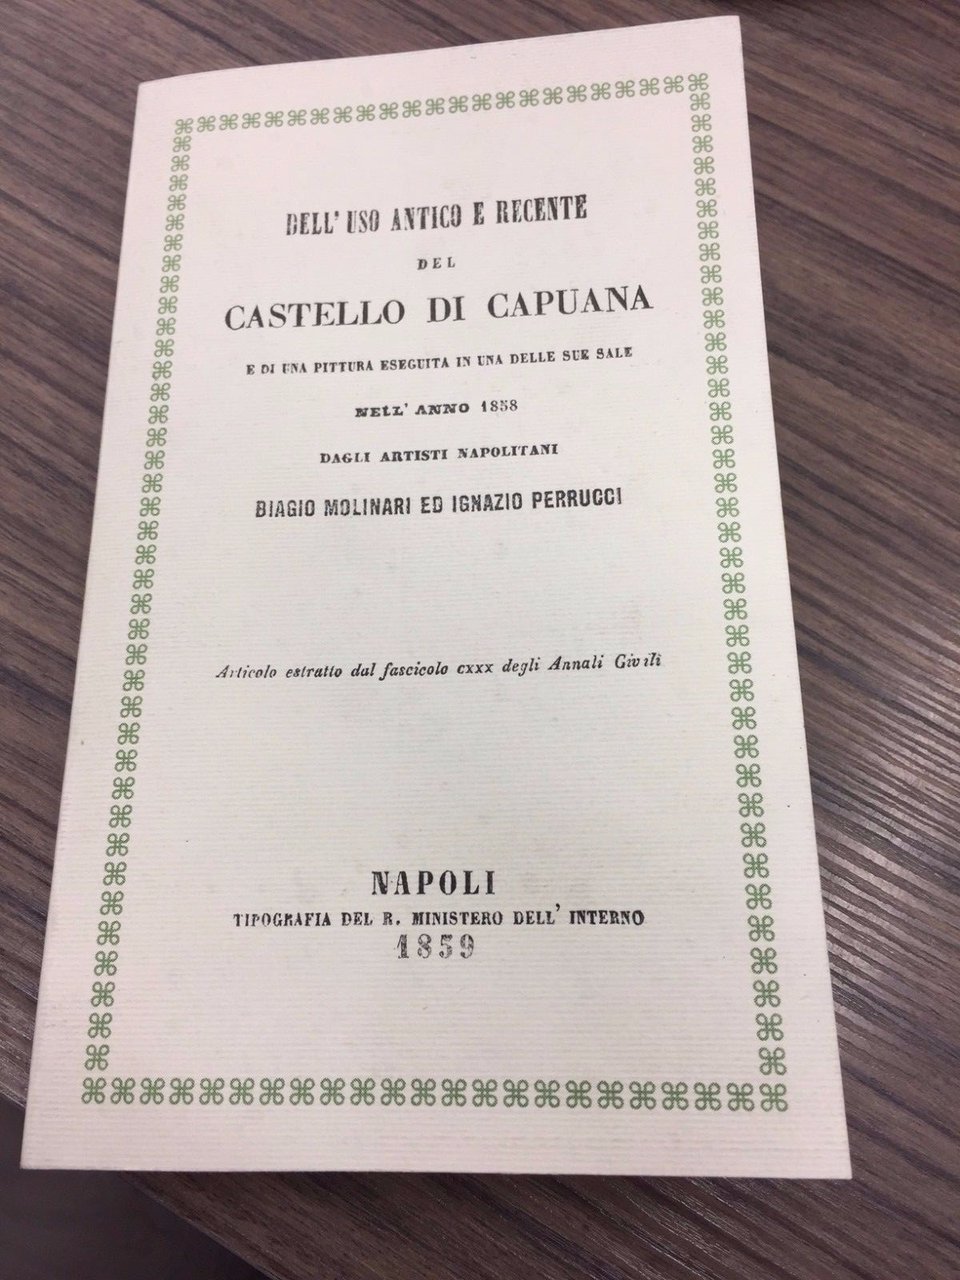 DELL' USO ANTICO E RECENTE
DEL
CASTELLO DI CAPUANA
E DI UNA PITTURA ESEGUITA IN UNA DELLE SUE SALE
NELL' ANNO 1858
DAGLI ARTISTI NAPOLITANI
BIAGIO MOLINARI ED IGNAZIO PERRUCCI
Articolo estratto dal fascicolo CXXX degli Annali Civili
NAPOLI
TIPOGRAFIA DEL R. MINISTERO DELL' INTERNO
1859